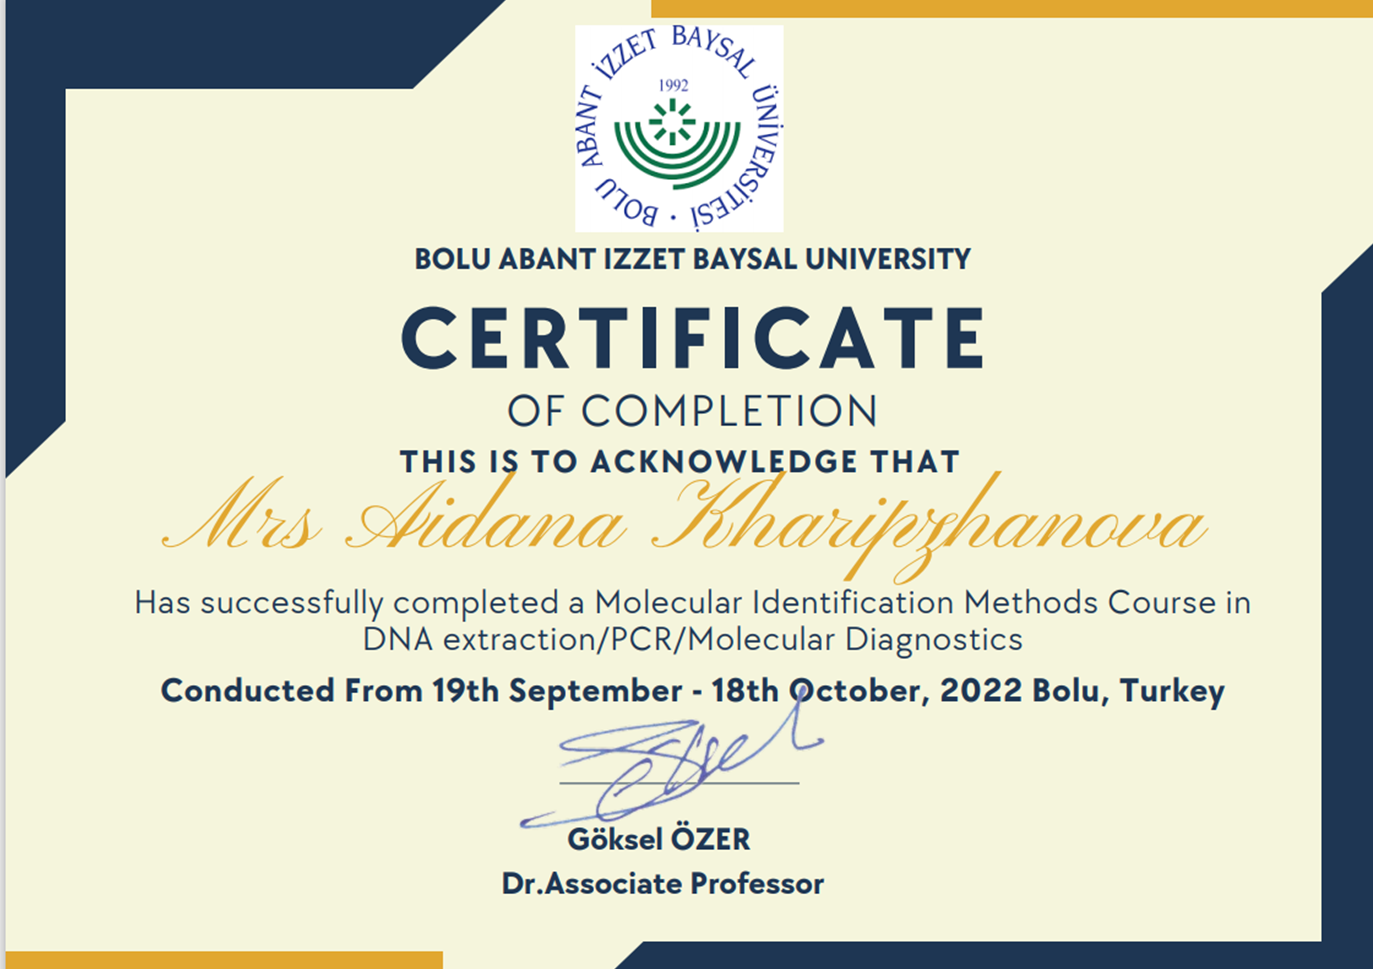 BOLU ABANT İZZET BAYSAL ÜNİVERSİTESİ ·
1992
BOLU ABANT IZZET BAYSAL UNIVERSITY
CERTIFICATE
OF COMPLETION
THIS IS TO ACKNOWLEDGE THAT
Mrs Aidana Kharipzhanova
Has successfully completed a Molecular Identification Methods Course in
DNA extraction/PCR/Molecular Diagnostics
Conducted From 19th September - 18th October, 2022 Bolu, Turkey
Göksel ÖZER
Dr.Associate Professor